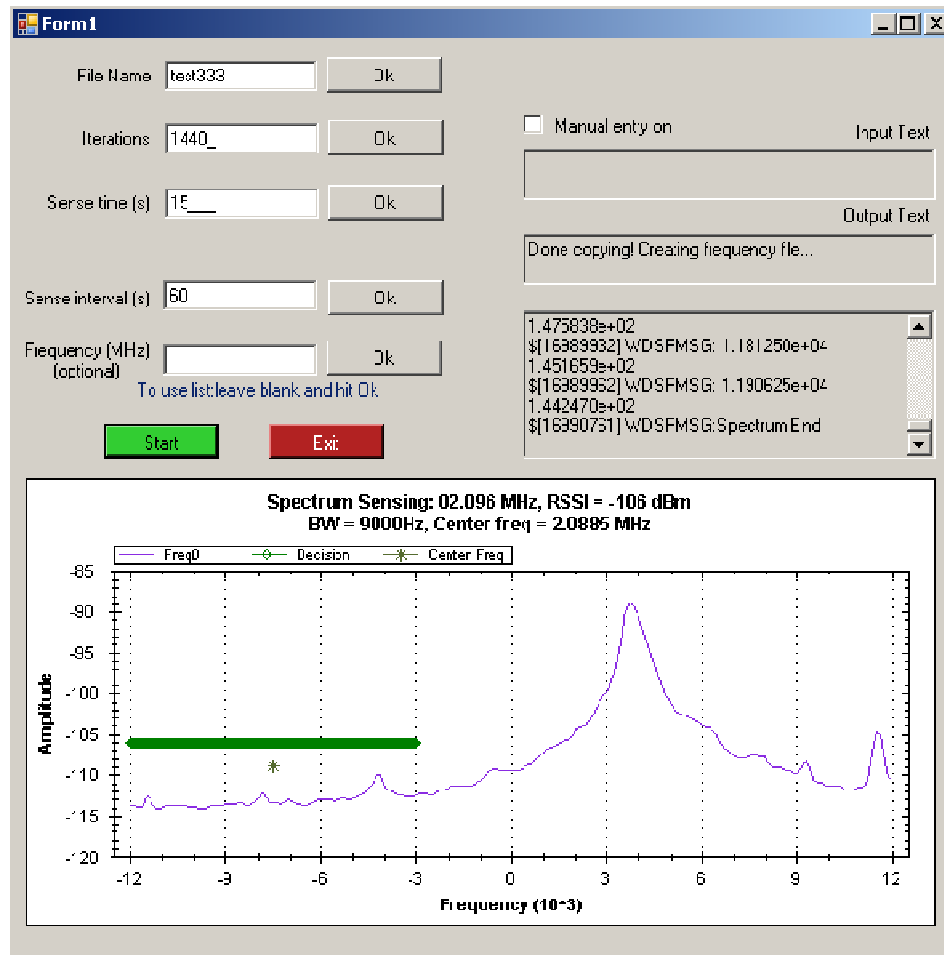 Form1
File Name test333 Ok
Iterations 1440_ Ok
Sense time (s) 15___ Ok
Sense interval (s) 60 Ok
Frequency (MHz)
(optional) Ok
To use list:leave blank and hit Ok
Start Exit
Manual entry on
Input Text
Output Text
Done copying! Creating frequency file...
1.475838e+02
$[16989932] WDSFMSG: 1.181250e+04
1.451659e+02
$[16989962] WDSFMSG: 1.190625e+04
1.442470e+02
$[16990761] WDSFMSG:Spectrum End
Spectrum Sensing: 02.096 MHz, RSSI = -106 dBm
BW = 9000Hz, Center freq = 2.0885 MHz
Freq0 Decision Center Freq
Amplitude
-85
-90
-95
-100
-105
-110
-115
-120
-12 -9 -6 -3 0 3 6 9 12
Frequency (10^3)